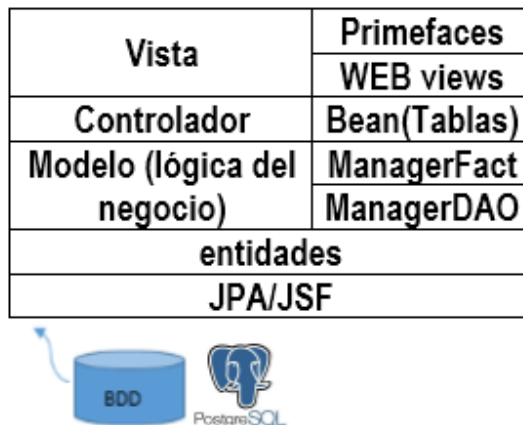 Vista
Primefaces
WEB views
Controlador
Bean(Tablas)
Modelo (lógica del
negocio)
ManagerFact
ManagerDAO
entidades
JPA/JSF
BDD
PostgreSQL